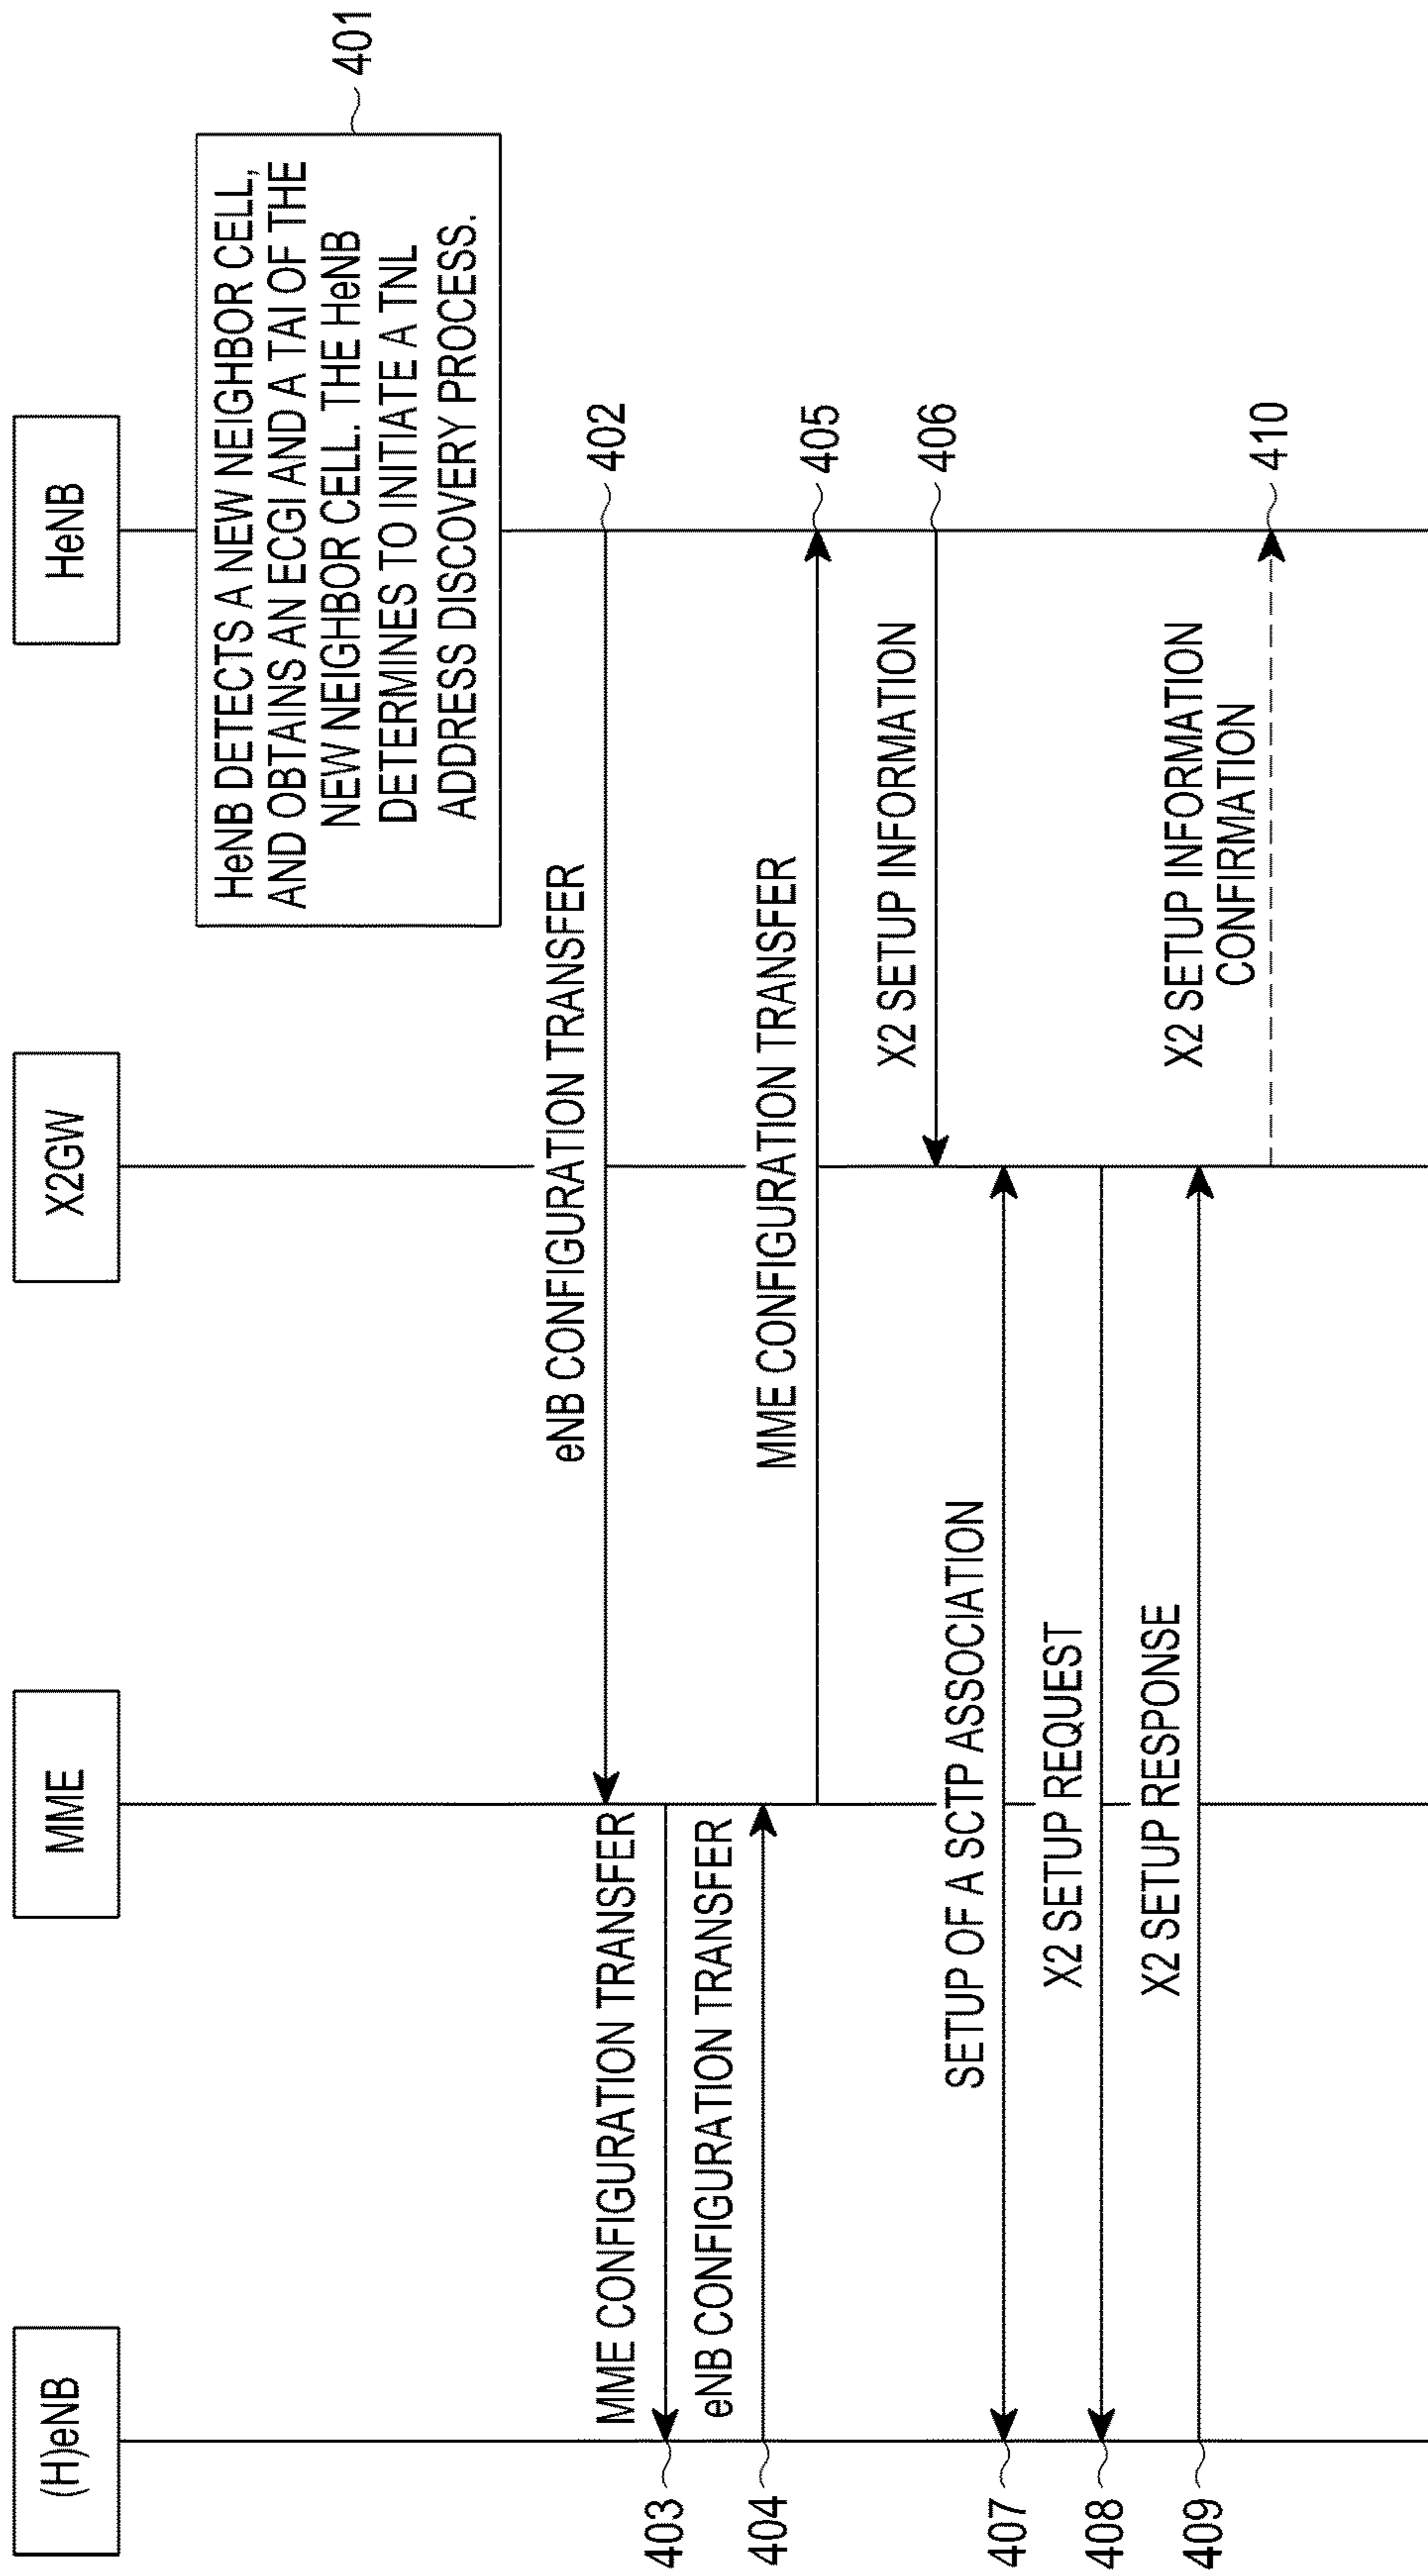 (H)eNB
MME
X2GW
HeNB
HeNB DETECTS A NEW NEIGHBOR CELL,
AND OBTAINS AN ECGI AND A TAI OF THE
NEW NEIGHBOR CELL. THE HeNB
DETERMINES TO INITIATE A TNL
ADDRESS DISCOVERY PROCESS.
401
eNB CONFIGURATION TRANSFER
402
MME CONFIGURATION TRANSFER
403
eNB CONFIGURATION TRANSFER
404
MME CONFIGURATION TRANSFER
405
X2 SETUP INFORMATION
406
SETUP OF A SCTP ASSOCIATION
407
X2 SETUP REQUEST
408
X2 SETUP RESPONSE
409
X2 SETUP INFORMATION
CONFIRMATION
410